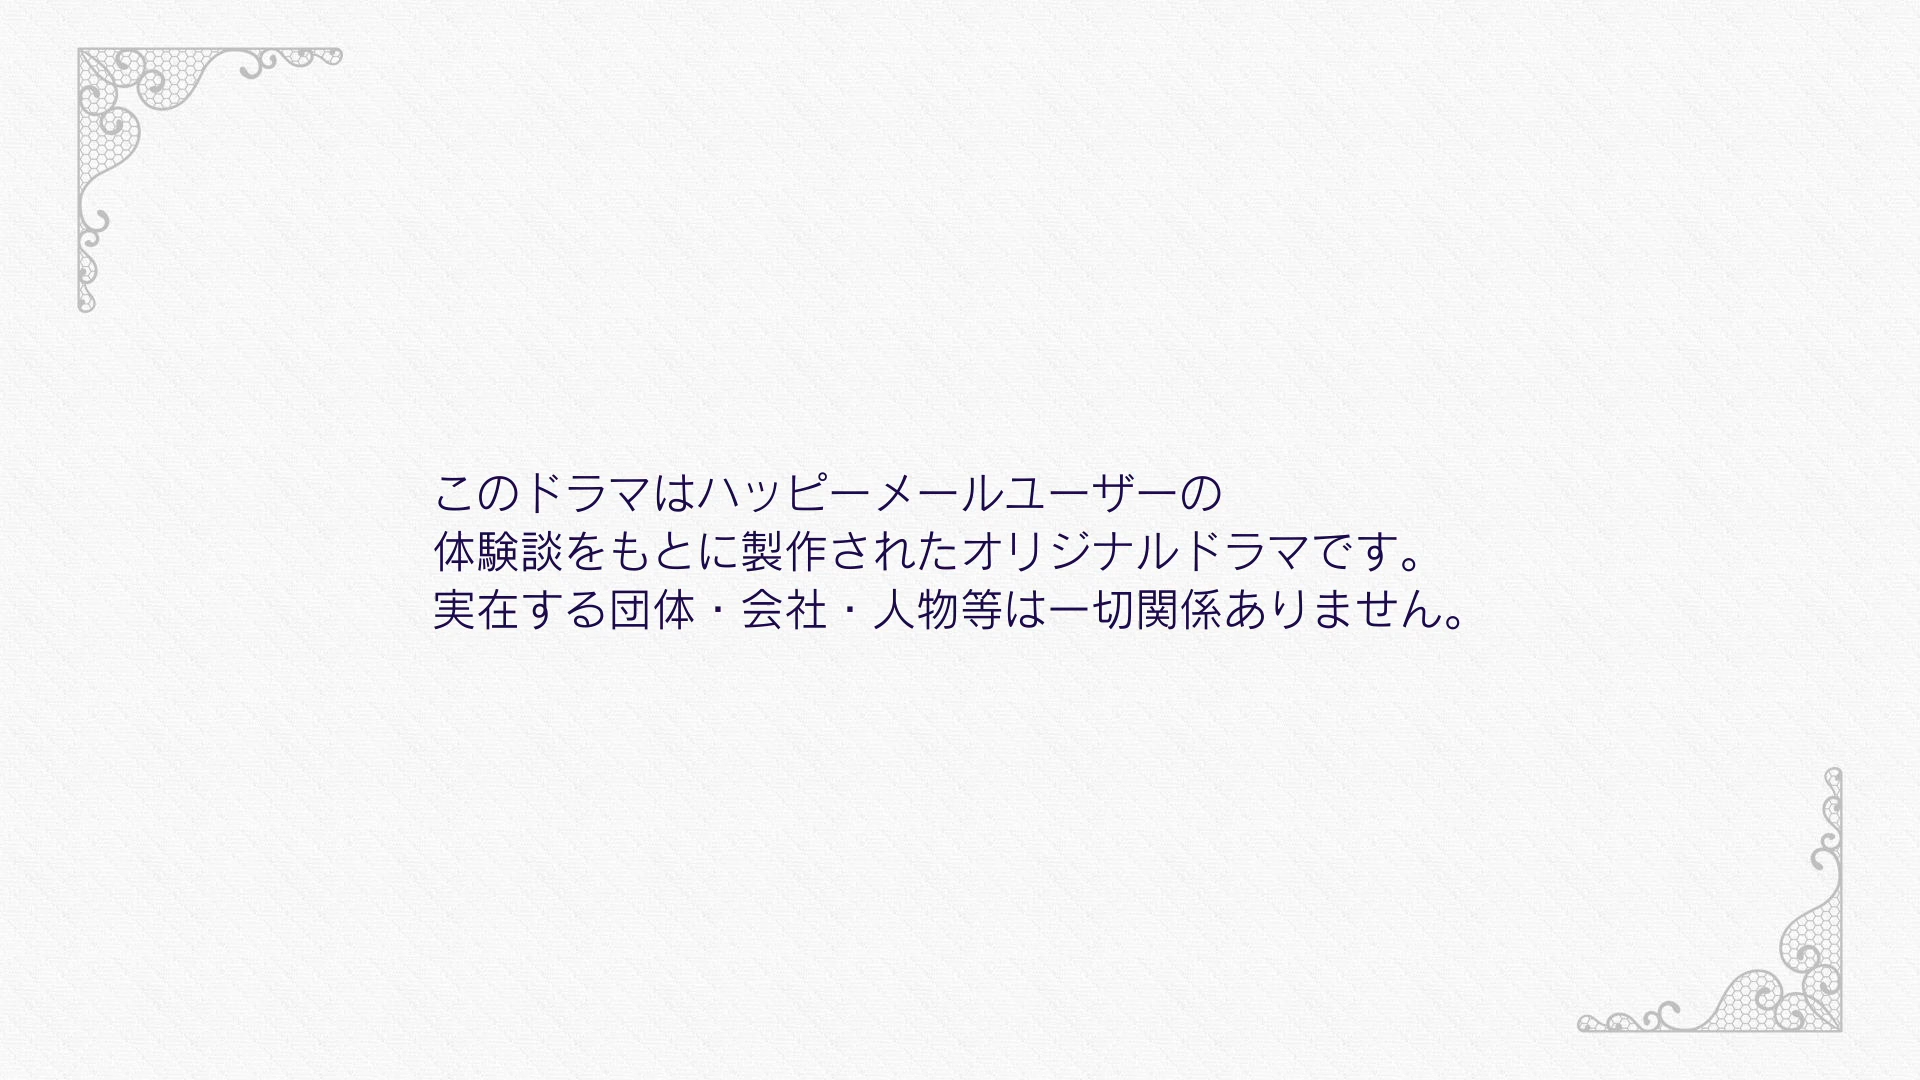 このドラマはハッピーメールユーザーの
体験談をもとに製作されたオリジナルドラマです。
実在する団体・会社・人物等は一切関係ありません。